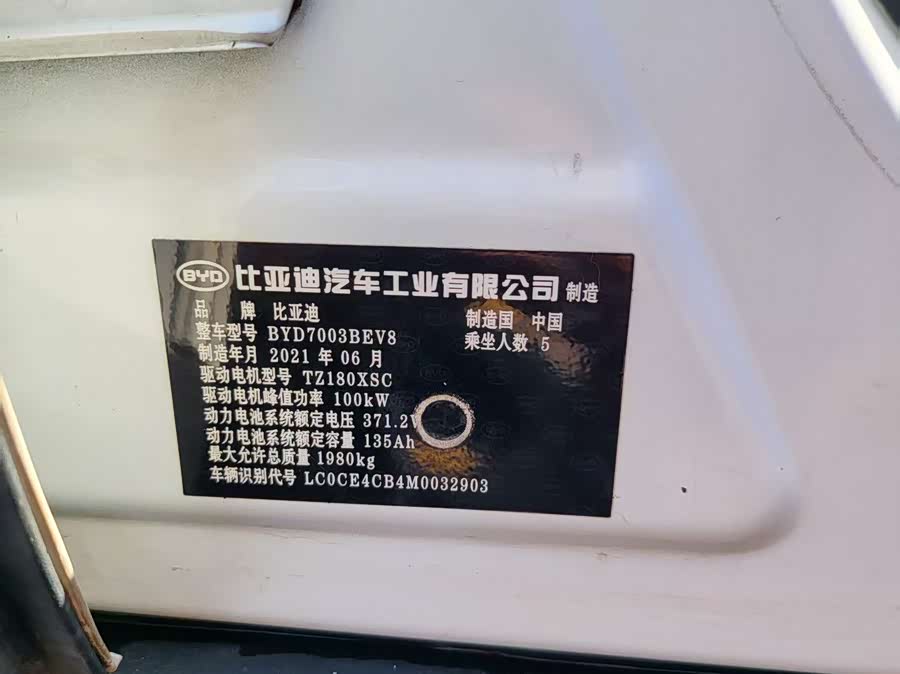 BYD 比亚迪汽车工业有限公司 制造
品 牌 比亚迪 制造国 中国
整车型号 BYD7003BEV8 乘坐人数 5
制造年月 2021 年 06 月
驱动电机型号 TZ180XSC
驱动电机峰值功率 100kW
动力电池系统额定电压 371.2V
动力电池系统额定容量 135Ah
最大允许总质量 1980kg
车辆识别代号 LC0CE4CB4M0032903